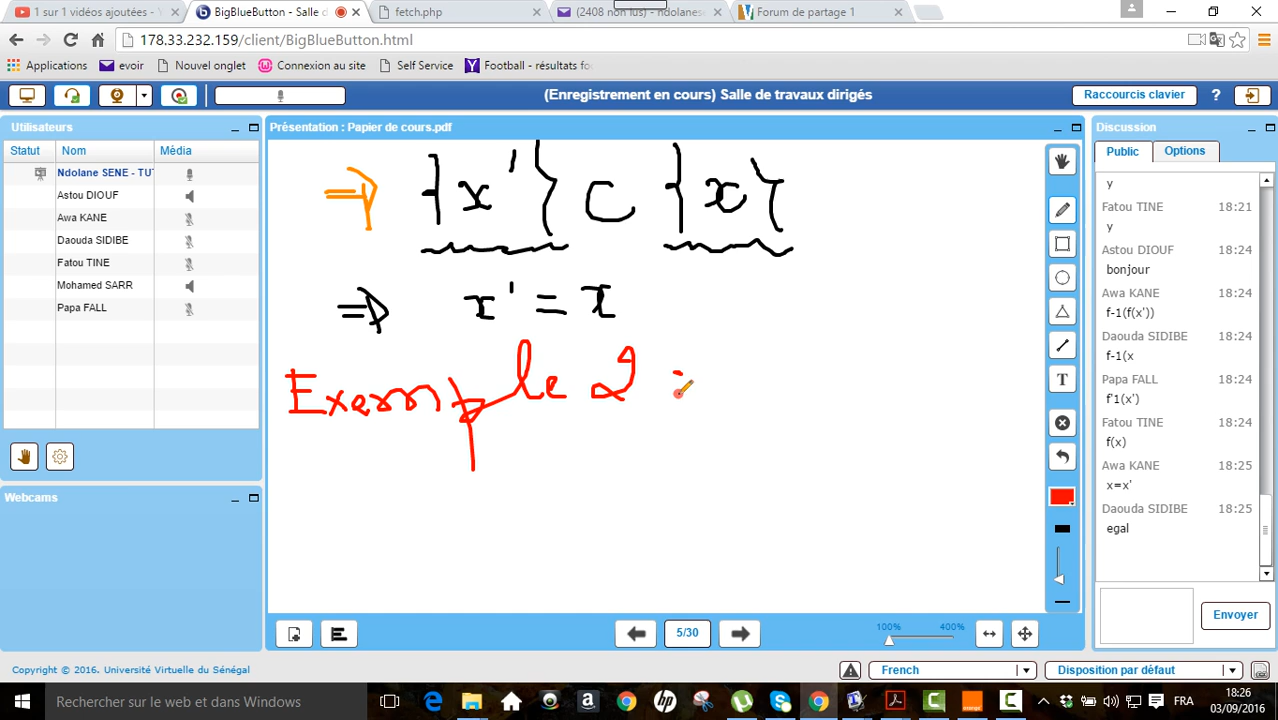 1 sur 1 vidéos ajoutées - Y
BigBlueButton - Salle d
fetch.php
(2408 non lus) - ndolanese
Forum de partage 1
178.33.232.159/client/BigBlueButton.html
Applications
evoir
Nouvel onglet
Connexion au site
Self Service
Football - résultats fo
(Enregistrement en cours) Salle de travaux dirigés
Raccourcis clavier
?
Utilisateurs
Statut Nom Média
Ndolane SENE - TUT
Astou DIOUF
Awa KANE
Daouda SIDIBE
Fatou TINE
Mohamed SARR
Papa FALL
Webcams
Présentation : Papier de cours.pdf
⇒ {x'} ⊂ {x}
⇒ x' = x
Exemple 2 :
5/30
100% 400%
Discussion
Public Options
y
Fatou TINE 18:21
y
Astou DIOUF 18:24
bonjour
Awa KANE 18:24
f-1(f(x'))
Daouda SIDIBE 18:24
f-1(x
Papa FALL 18:24
f'1(x')
Fatou TINE 18:24
f(x)
Awa KANE 18:25
x=x'
Daouda SIDIBE 18:25
egal
Envoyer
Copyright © 2016. Université Virtuelle du Sénégal
French
Disposition par défaut
Rechercher sur le web et dans Windows
FRA
18:26
03/09/2016